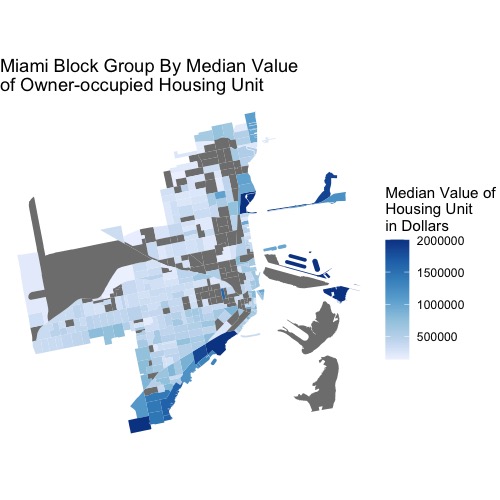 Miami Block Group By Median Value
of Owner-occupied Housing Unit
Median Value of
Housing Unit
in Dollars
2000000
1500000
1000000
500000